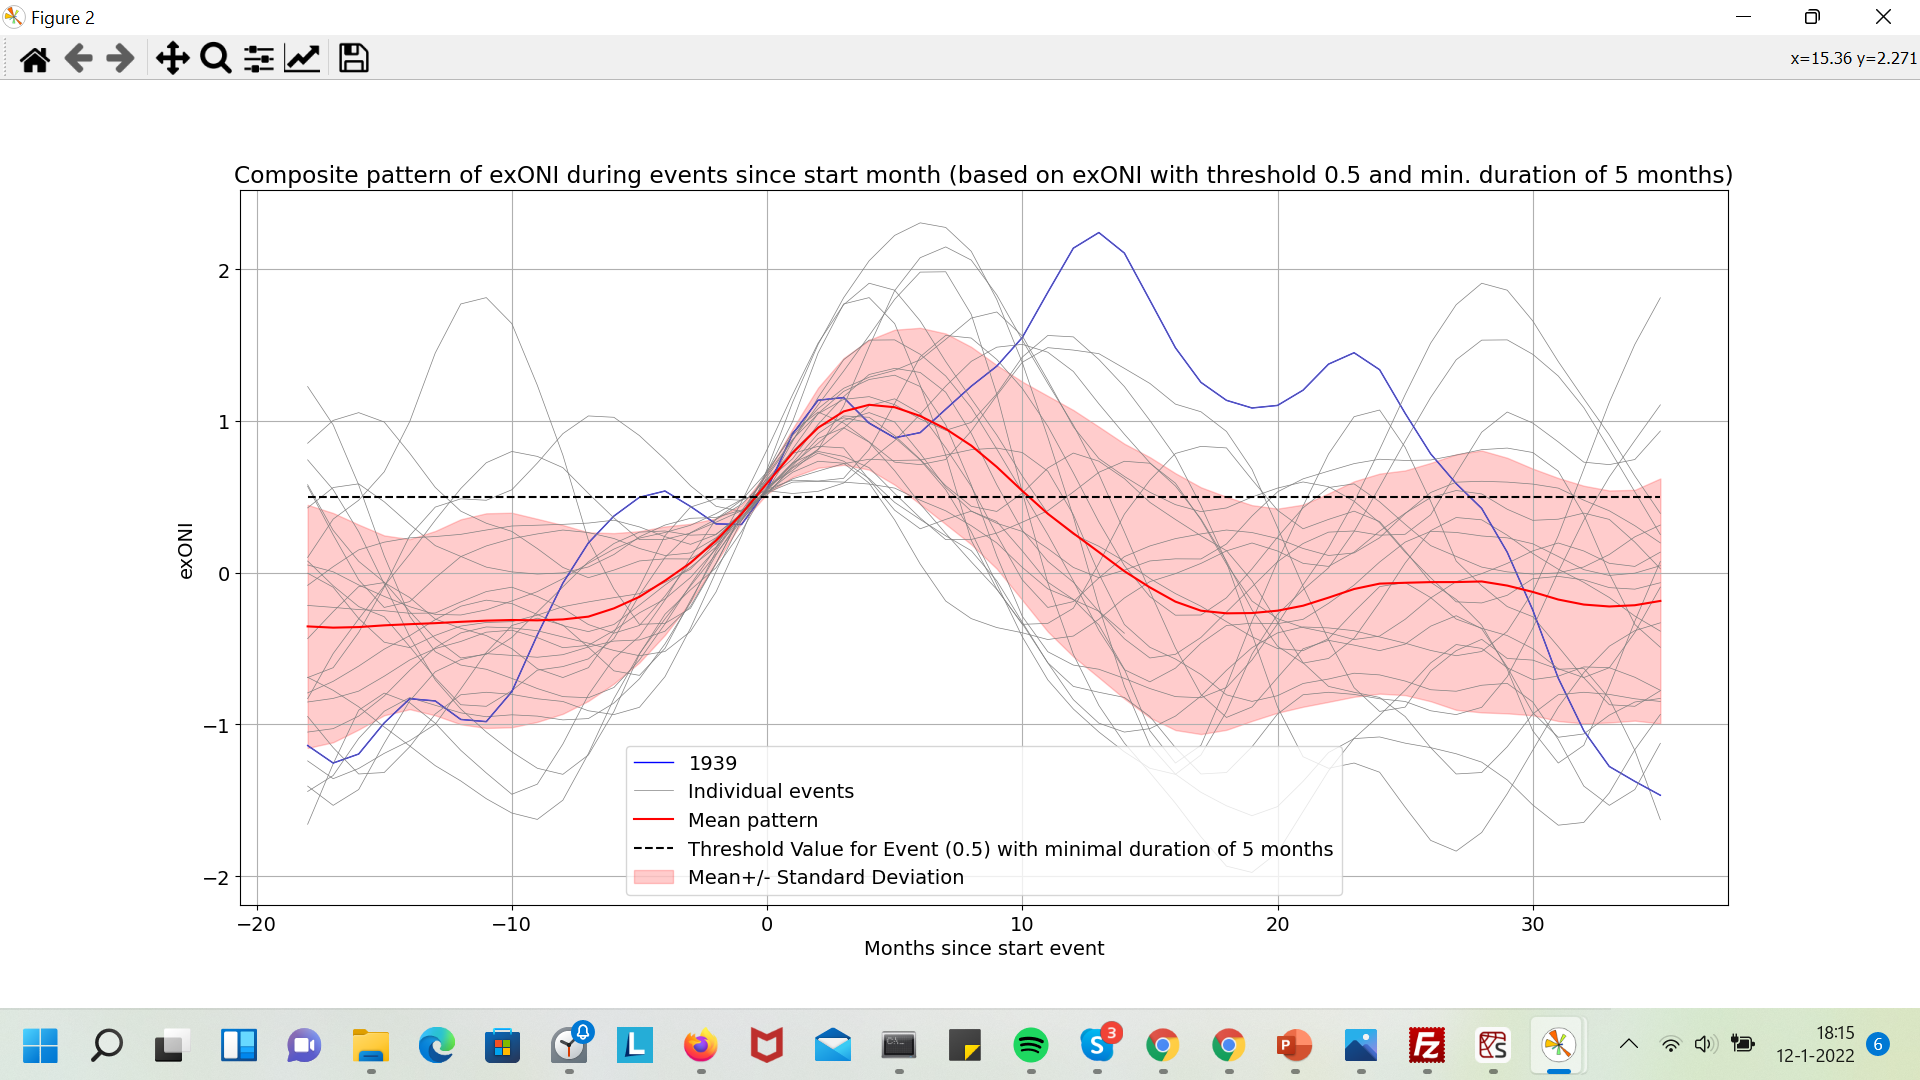 Figure 2
x=15.36 y=2.271
Composite pattern of exONI during events since start month (based on exONI with threshold 0.5 and min. duration of 5 months)
2
1
0
−1
−2
exONI
1939
Individual events
Mean pattern
Threshold Value for Event (0.5) with minimal duration of 5 months
Mean+/- Standard Deviation
−20
−10
0
10
20
30
Months since start event
L
C:\_
S
3
P
Fz
S
18:15
12-1-2022
6